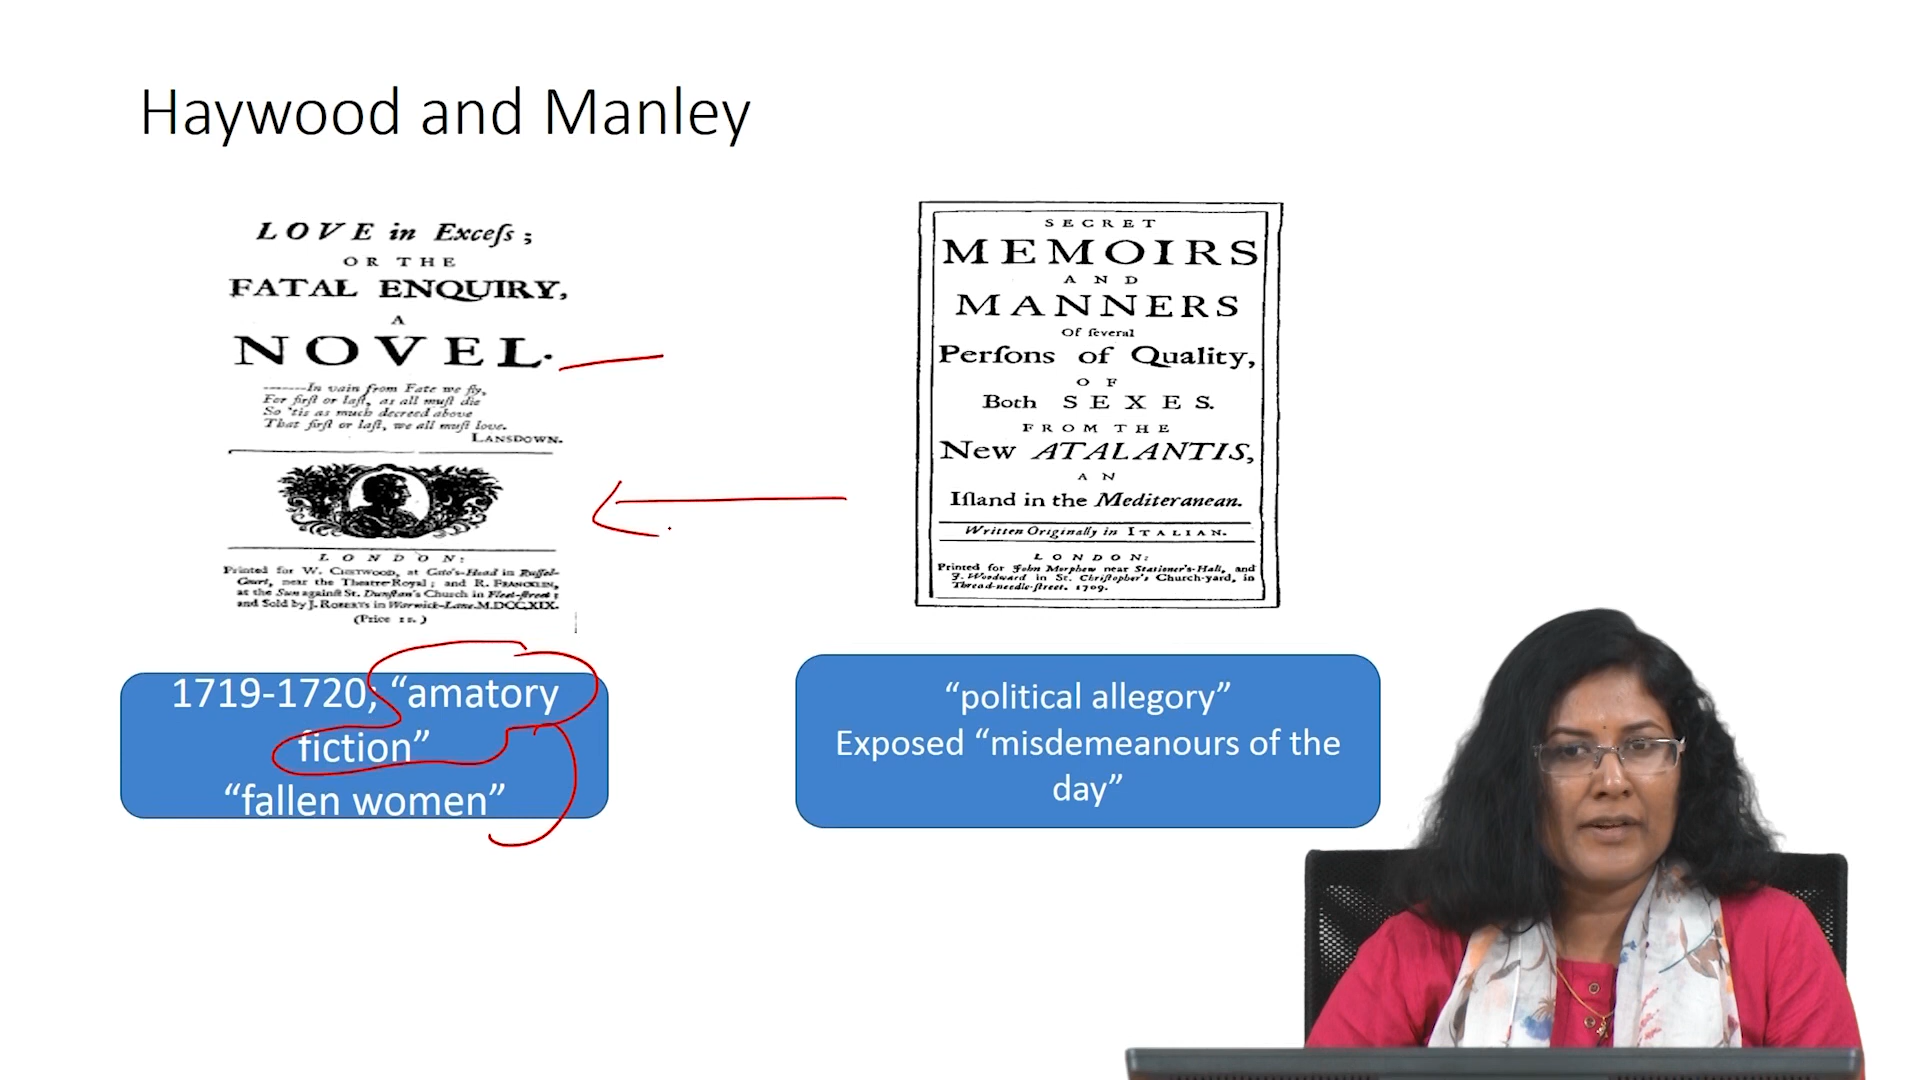 Haywood and Manley
LOVE in Exceſs;
OR THE
FATAL ENQUIRY,
A
NOVEL.
-------In vain from Fate we fly,
For firſt or laſt, as all muſt die
So 'tis as much decreed above
That firſt or laſt, we all muſt love.
LANSDOWN.
LONDON:
Printed for W. CHETWOOD, at Cato's-Head in Ruſſel-
Court, near the Theatre-Royal; and R. FRANCKLIN,
at the Sun againſt St. Dunſtan's Church in Fleet-ſtreet;
and Sold by J. ROBERTS in Warwick-Lane. M.DCC.XIX.
(Price 1s.)
1719-1720; “amatory
fiction”
“fallen women”
SECRET
MEMOIRS
AND
MANNERS
Of ſeveral
Perſons of Quality,
OF
Both SEXES.
FROM THE
New ATALANTIS,
AN
Iſland in the Mediteranean.
Written Originally in ITALIAN.
LONDON:
Printed for John Morphew near Stationer's-Hall, and
J. Woodward in St. Chriſtopher's Church-yard, in
Thread-needle-ſtreet. 1709.
“political allegory”
Exposed “misdemeanours of the
day”